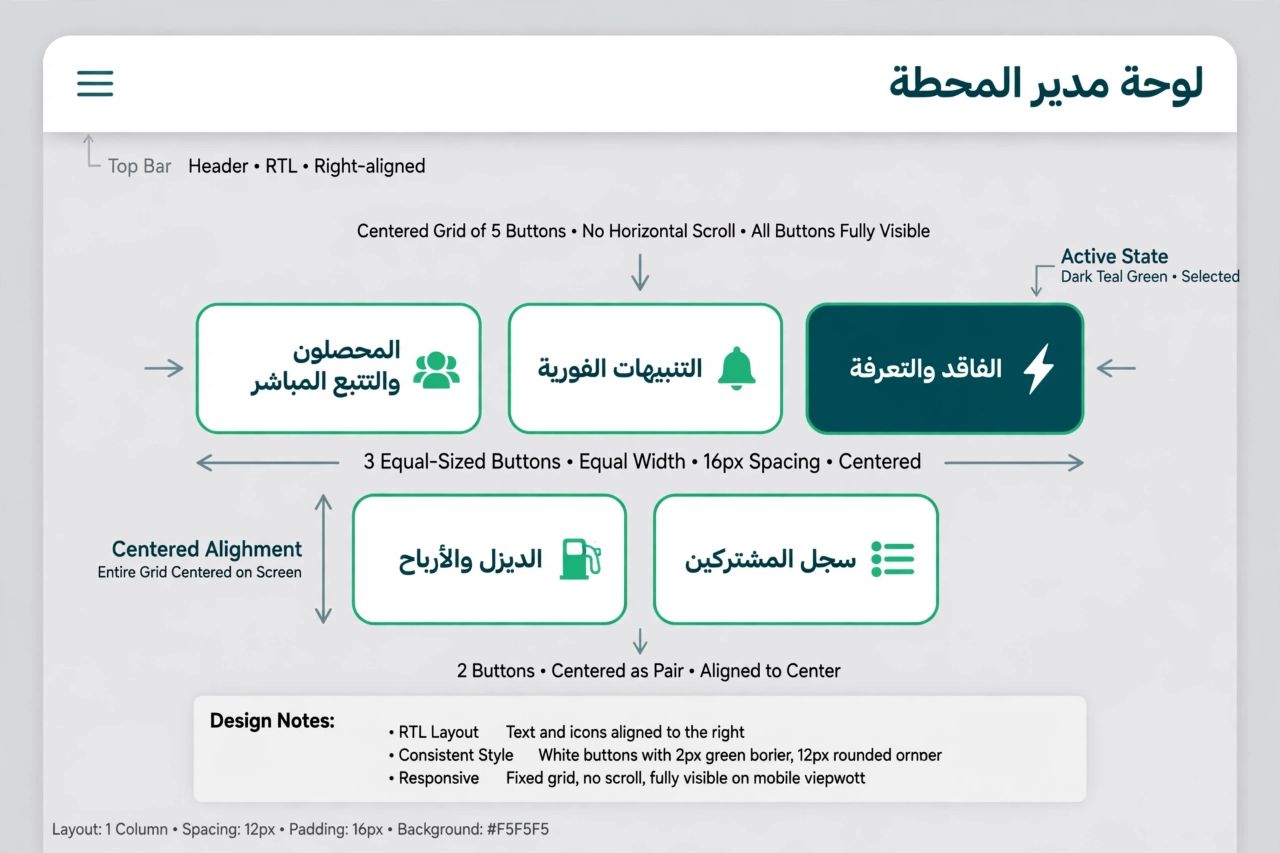 لوحة مدير المحطة
Top Bar Header • RTL • Right-aligned
Centered Grid of 5 Buttons • No Horizontal Scroll • All Buttons Fully Visible
Active State
Dark Teal Green • Selected
الفاقد والتعرفة
التنبيهات الفورية
المحصلون
والتتبع المباشر
3 Equal-Sized Buttons • Equal Width • 16px Spacing • Centered
سجل المشتركين
الديزل والأرباح
Centered Alighment
Entire Grid Centered on Screen
2 Buttons • Centered as Pair • Aligned to Center
Design Notes:
• RTL Layout Text and icons aligned to the right
• Consistent Style White buttons with 2px green borler, 12px rounded ornper
• Responsive Fixed grid, no scroll, fully visible on mobile viepwott
Layout: 1 Column • Spacing: 12px • Padding: 16px • Background: #F5F5F5